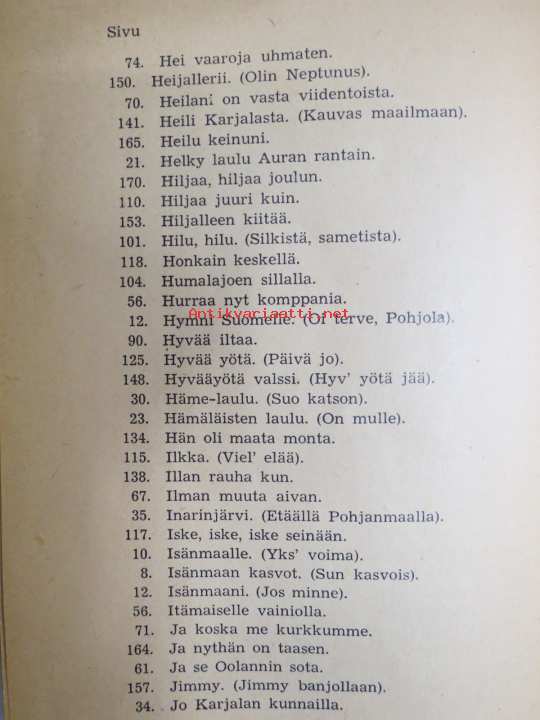 Sivu
74. Hei vaaroja uhmaten.
150. Heijallerii. (Olin Neptunus).
70. Heilani on vasta viidentoista.
141. Heili Karjalasta. (Kauvas maailmaan).
165. Heilu keinuni.
21. Helky laulu Auran rantain.
170. Hiljaa, hiljaa joulun.
110. Hiljaa juuri kuin.
153. Hiljalleen kiitää.
101. Hilu, hilu. (Silkistä, sametista).
118. Honkain keskellä.
104. Humalajoen sillalla.
56. Hurraa nyt komppania.
Antikvariaatti.net
12. Hymni Suomelle. (Oi terve, Pohjola).
90. Hyvää iltaa.
125. Hyvää yötä. (Päivä jo).
148. Hyvääyötä valssi. (Hyv' yötä jää).
30. Häme-laulu. (Suo katson).
23. Hämäläisten laulu. (On mulle).
134. Hän oli maata monta.
115. Ilkka. (Viel' elää).
138. Illan rauha kun.
67. Ilman muuta aivan.
35. Inarinjärvi. (Etäällä Pohjanmaalla).
117. Iske, iske, iske seinään.
10. Isänmaalle. (Yks' voima).
8. Isänmaan kasvot. (Sun kasvois).
12. Isänmaani. (Jos minne).
56. Itämaiselle vainiolla.
71. Ja koska me kurkkumme.
164. Ja nythän on taasen.
61. Ja se Oolannin sota.
157. Jimmy. (Jimmy banjollaan).
34. Jo Karjalan kunnailla.